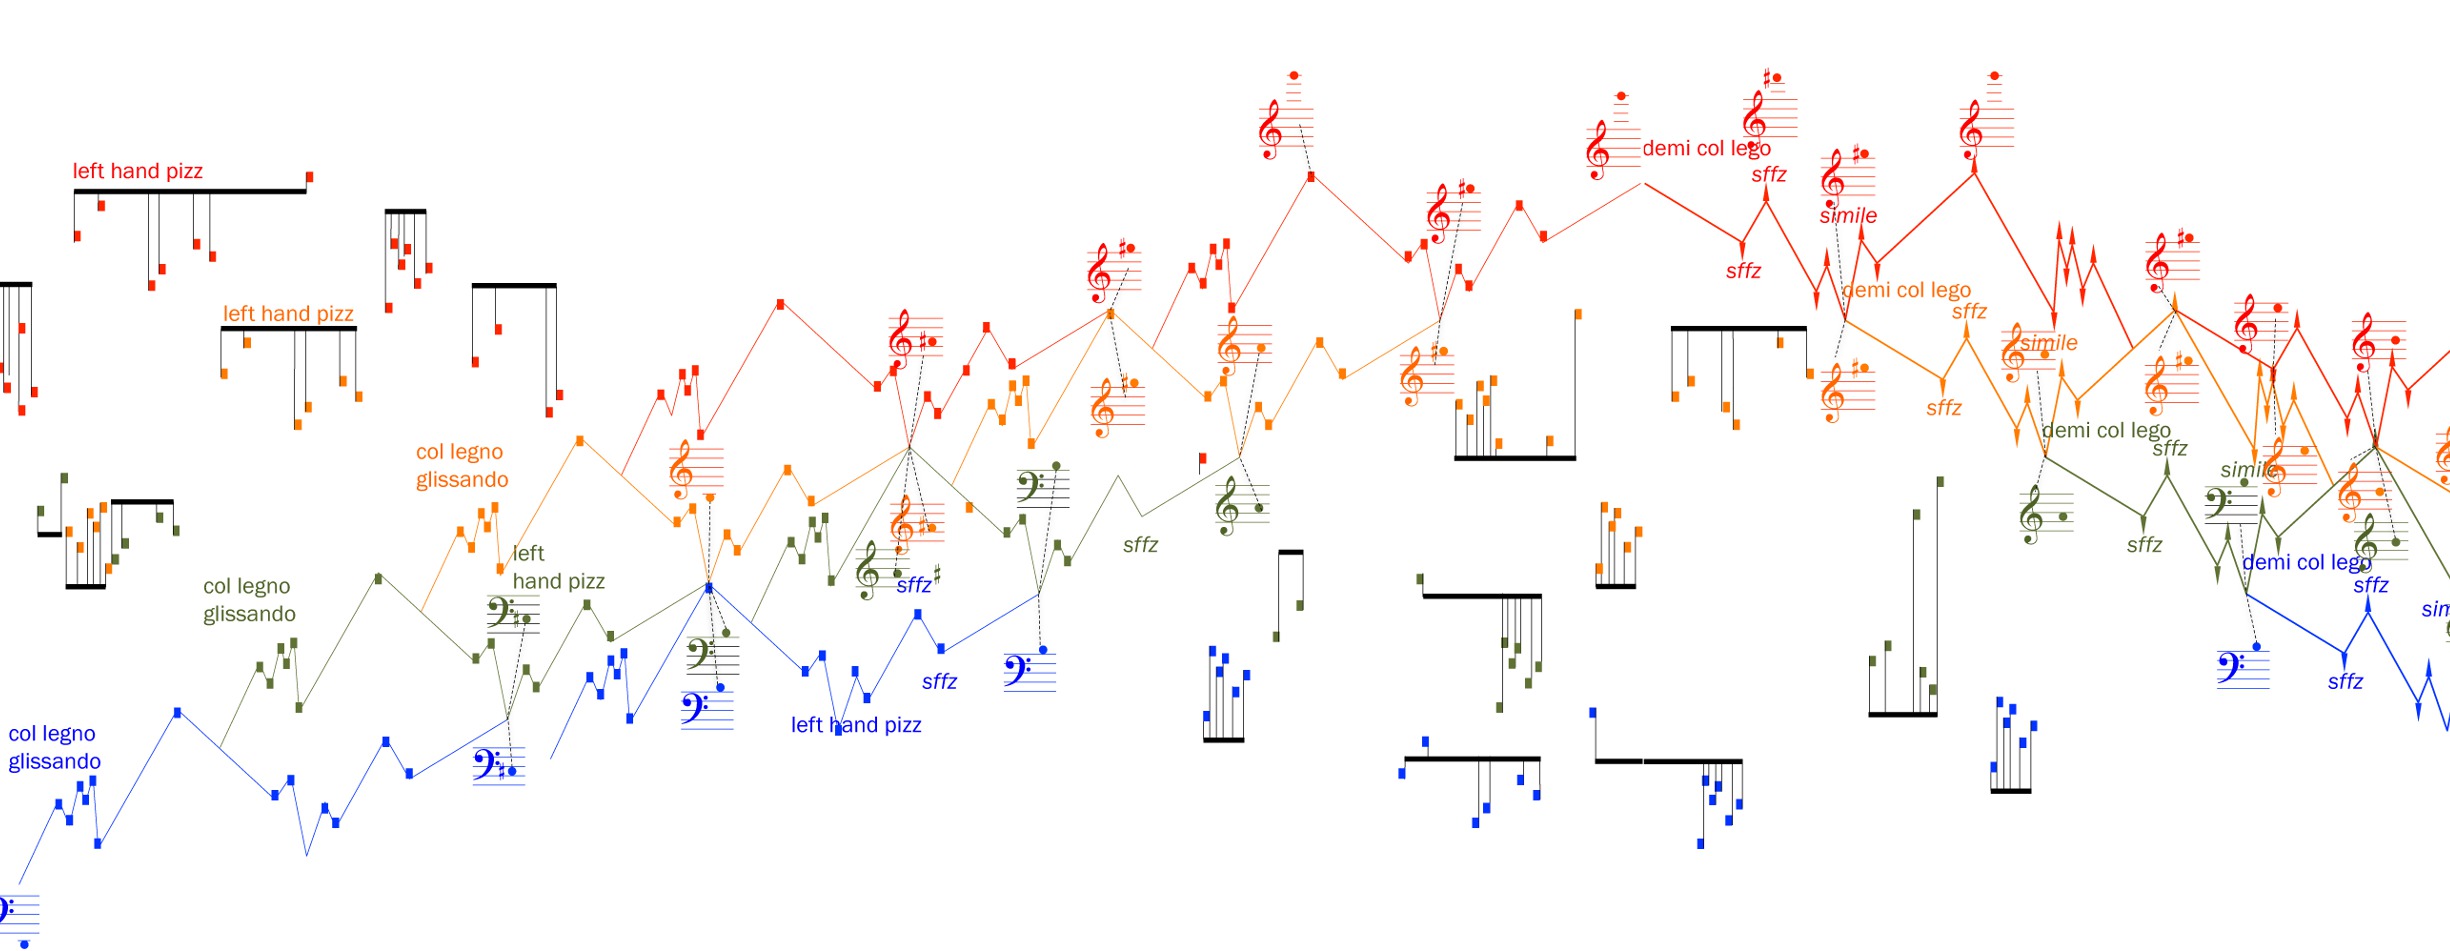 left hand pizz
left hand pizz
col legno
glissando
left
hand pizz
col legno
glissando
col legno
glissando
sffz
sffz
left hand pizz
sffz
demi col lego
sffz
sffz
simile
demi col lego
sffz
sffz
simile
demi col lego
sffz
sffz
simile
demi col lego
sffz
sffz
sim